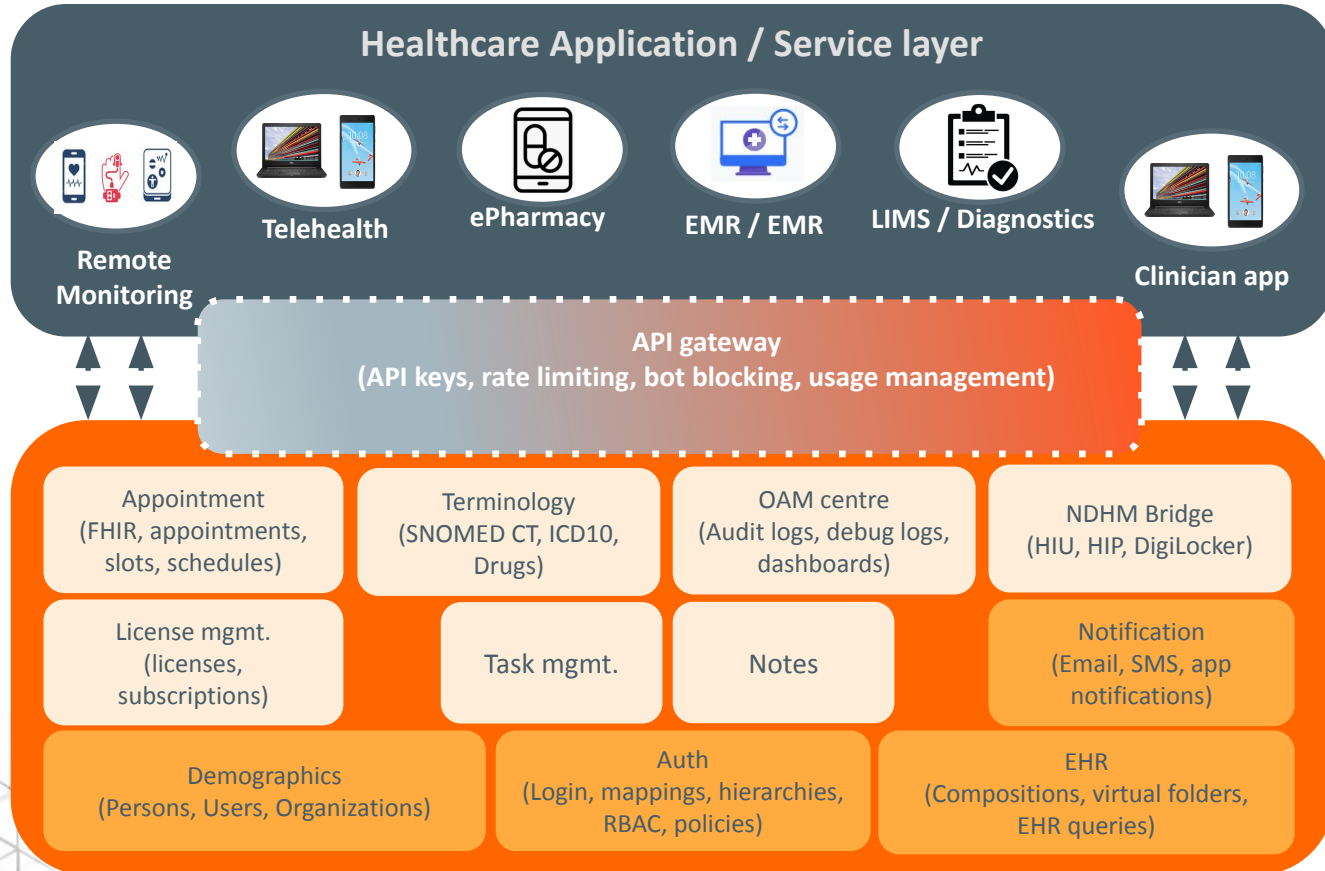 Healthcare Application / Service layer
Remote
Monitoring
Telehealth
ePharmacy
EMR / EMR
LIMS / Diagnostics
Clinician app
API gateway
(API keys, rate limiting, bot blocking, usage management)
Appointment
(FHIR, appointments,
slots, schedules)
Terminology
(SNOMED CT, ICD10,
Drugs)
OAM centre
(Audit logs, debug logs,
dashboards)
NDHM Bridge
(HIU, HIP, DigiLocker)
License mgmt.
(licenses,
subscriptions)
Task mgmt.
Notes
Notification
(Email, SMS, app
notifications)
Demographics
(Persons, Users, Organizations)
Auth
(Login, mappings, hierarchies,
RBAC, policies)
EHR
(Compositions, virtual folders,
EHR queries)